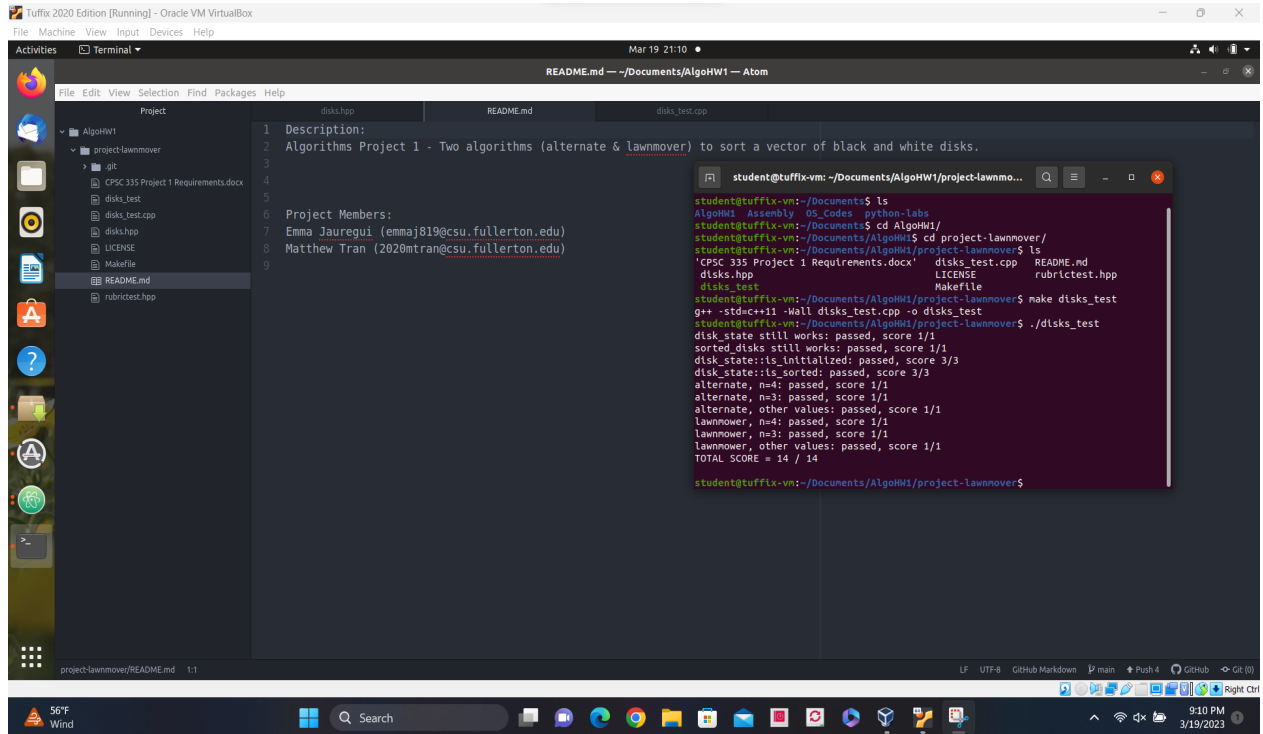 Tuffix 2020 Edition [Running] - Oracle VM VirtualBox
File Machine View Input Devices Help
Activities Terminal Mar 19 21:10
README.md — ~/Documents/AlgoHW1 — Atom
File Edit View Selection Find Packages Help
Project disks.hpp README.md disks_test.cpp
AlgoHW1
project-lawnmover
.git
CPSC 335 Project 1 Requirements.docx
disks_test
disks_test.cpp
disks.hpp
LICENSE
Makefile
README.md
rubrictest.hpp
1 Description:
2 Algorithms Project 1 - Two algorithms (alternate & lawnmover) to sort a vector of black and white disks.
3
4
5
6 Project Members:
7 Emma Jauregui (emmaj819@csu.fullerton.edu)
8 Matthew Tran (2020mtran@csu.fullerton.edu)
9
student@tuffix-vm: ~/Documents/AlgoHW1/project-lawnmo...
student@tuffix-vm:~/Documents$ ls
AlgoHW1 Assembly OS_Codes python-labs
student@tuffix-vm:~/Documents$ cd AlgoHW1/
student@tuffix-vm:~/Documents/AlgoHW1$ cd project-lawnmover/
student@tuffix-vm:~/Documents/AlgoHW1/project-lawnmover$ ls
'CPSC 335 Project 1 Requirements.docx' disks_test.cpp README.md
disks.hpp LICENSE rubrictest.hpp
disks_test Makefile
student@tuffix-vm:~/Documents/AlgoHW1/project-lawnmover$ make disks_test
g++ -std=c++11 -Wall disks_test.cpp -o disks_test
student@tuffix-vm:~/Documents/AlgoHW1/project-lawnmover$ ./disks_test
disk_state still works: passed, score 1/1
sorted_disks still works: passed, score 1/1
disk_state::is_initialized: passed, score 3/3
disk_state::is_sorted: passed, score 3/3
alternate, n=4: passed, score 1/1
alternate, n=3: passed, score 1/1
alternate, other values: passed, score 1/1
lawnmower, n=4: passed, score 1/1
lawnmower, n=3: passed, score 1/1
lawnmower, other values: passed, score 1/1
TOTAL SCORE = 14 / 14
student@tuffix-vm:~/Documents/AlgoHW1/project-lawnmover$
project-lawnmover/README.md 1:1 LF UTF-8 GitHub Markdown main Push 4 GitHub Git (0)
Right Ctrl
56°F
Wind
Search
9:10 PM
3/19/2023
1